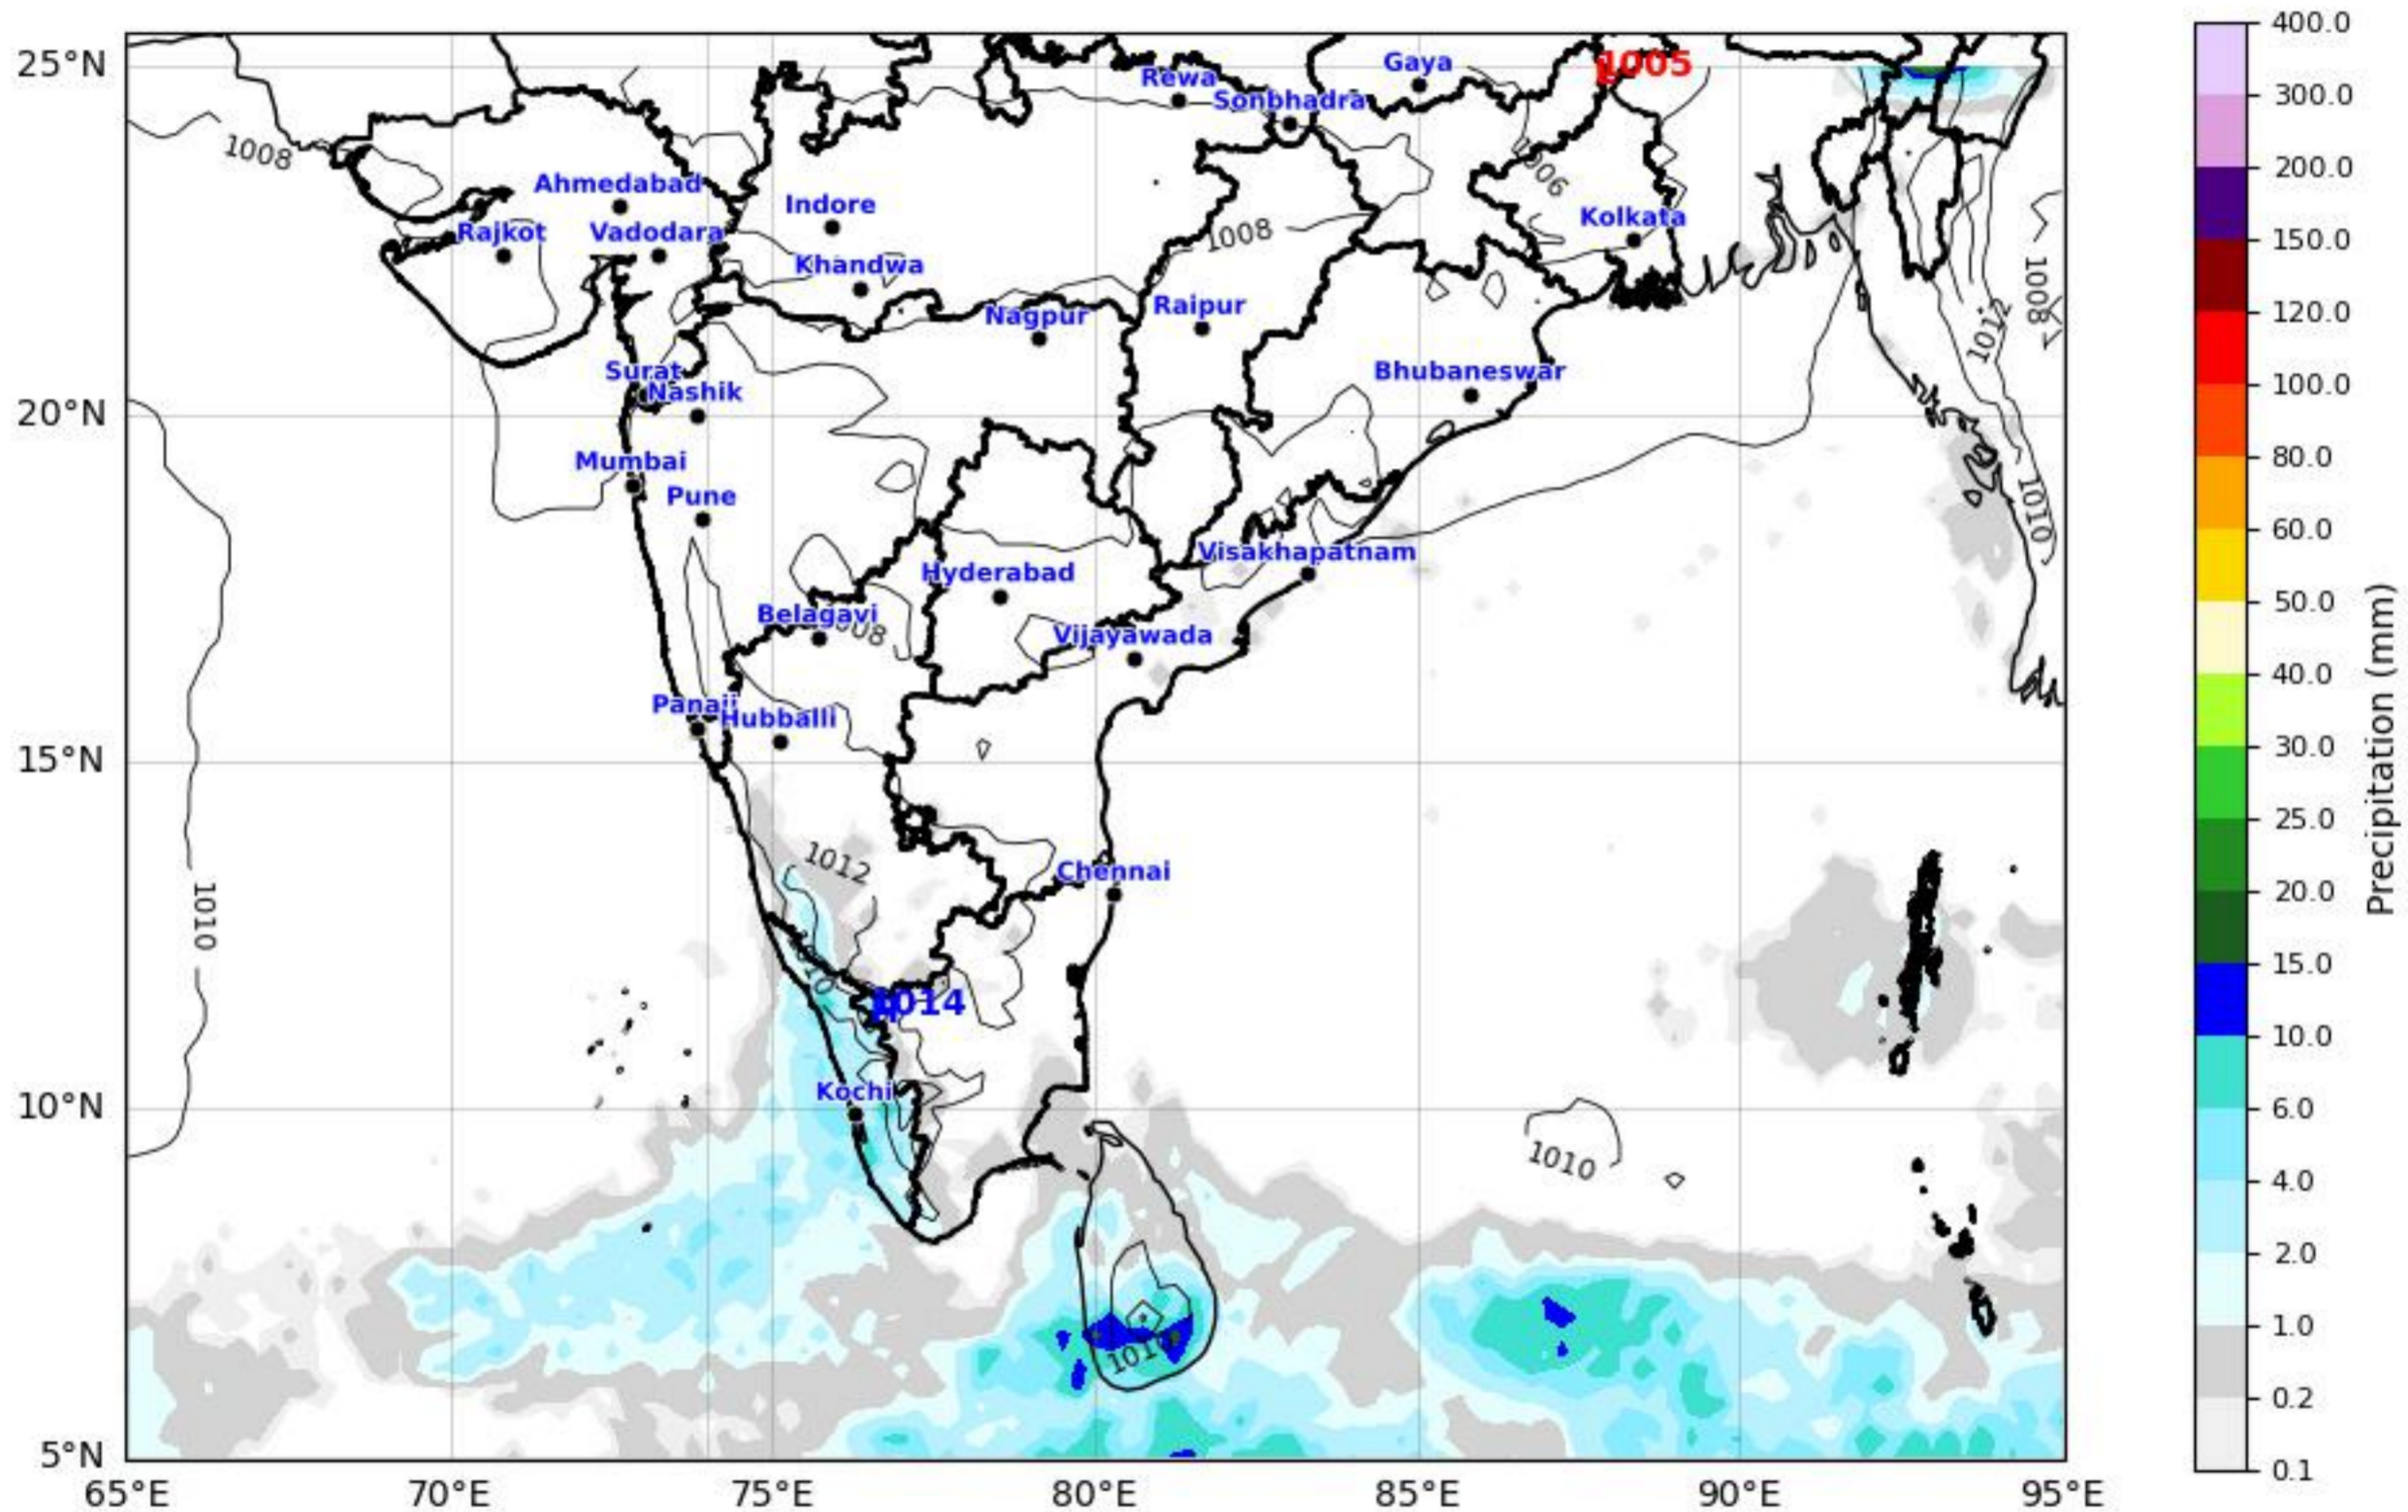 25°N
20°N
15°N
10°N
5°N
65°E
70°E
75°E
80°E
85°E
90°E
95°E
Rewa
Gaya
1005
Sonbhadra
1008
Ahmedabad
Indore
Rajkot
Vadodara
Khandwa
1008
Kolkata
Nagpur
Raipur
1008
1012
Surat
Nashik
Bhubaneswar
Mumbai
Pune
1010
Visakhapatnam
Hyderabad
Belagavi
Vijayawada
Panaji
Hubballi
1012
Chennai
1010
1010
1014
Kochi
1010
400.0
300.0
200.0
150.0
120.0
100.0
80.0
60.0
50.0
40.0
30.0
25.0
20.0
15.0
10.0
6.0
4.0
2.0
1.0
0.2
0.1
Precipitation (mm)